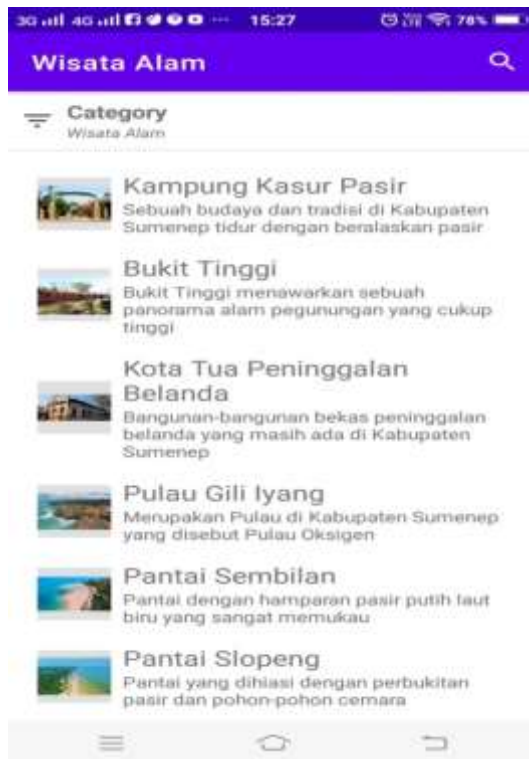 3G 4G 15:27 78%
Wisata Alam
Category
Wisata Alam
Kampung Kasur Pasir
Sebuah budaya dan tradisi di Kabupaten
Sumenep tidur dengan beralaskan pasir
Bukit Tinggi
Bukit Tinggi menawarkan sebuah
panorama alam pegunungan yang cukup
tinggi
Kota Tua Peninggalan
Belanda
Bangunan-bangunan bekas peninggalan
belanda yang masih ada di Kabupaten
Sumenep
Pulau Gili Iyang
Merupakan Pulau di Kabupaten Sumenep
yang disebut Pulau Oksigen
Pantai Sembilan
Pantai dengan hamparan pasir putih laut
biru yang sangat memukau
Pantai Slopeng
Pantai yang dihiasi dengan perbukitan
pasir dan pohon-pohon cemara